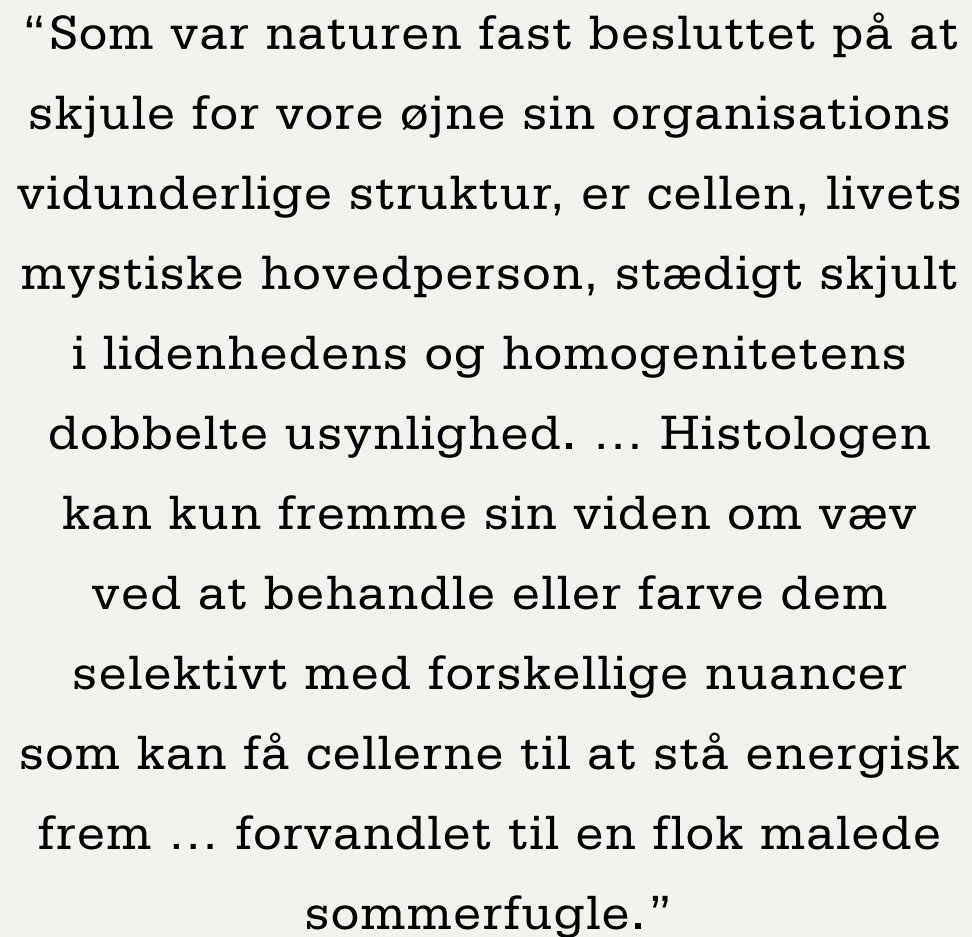 “Som var naturen fast besluttet på at
skjule for vore øjne sin organisations
vidunderlige struktur, er cellen, livets
mystiske hovedperson, stædigt skjult
i lidenhedens og homogenitetens
dobbelte usynlighed. … Histologen
kan kun fremme sin viden om væv
ved at behandle eller farve dem
selektivt med forskellige nuancer
som kan få cellerne til at stå energisk
frem … forvandlet til en flok malede
sommerfugle.”